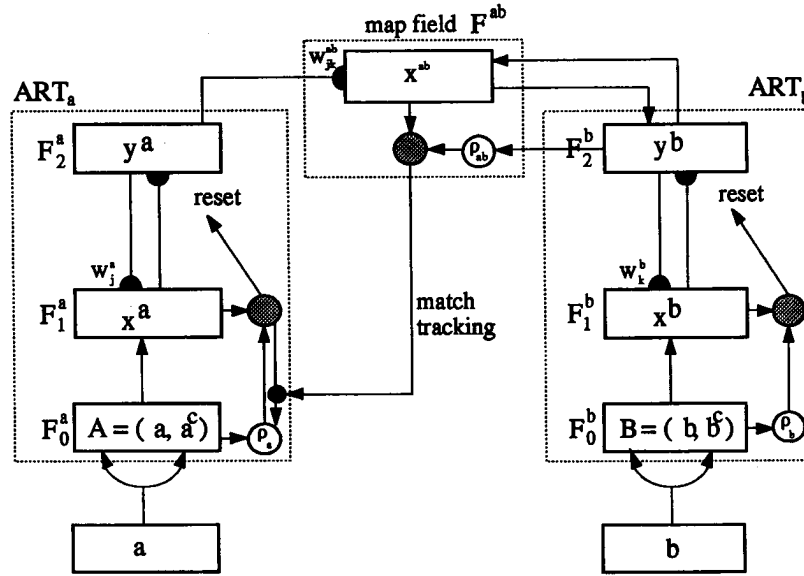 map field F^ab
w_jk^ab
x^ab
ART_a
ART_b
F_2^a
y^a
ρ_ab
F_2^b
y^b
reset
reset
w_j^a
w_k^b
F_1^a
x^a
match
tracking
F_1^b
x^b
F_0^a
A = ( a, a^c )
ρ_a
F_0^b
B = ( b, b^c )
ρ_b
a
b